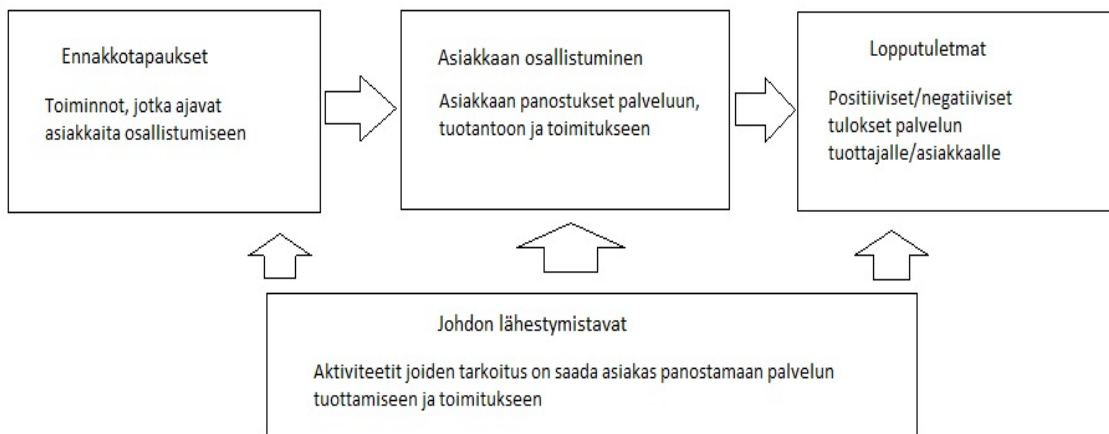 Ennakkotapaukset
Toiminnot, jotka ajavat
asiakkaita osallistumiseen
Asiakkaan osallistuminen
Asiakkaan panostukset palveluun,
tuotantoon ja toimitukseen
Lopputuletmat
Positiiviset/negatiiviset
tulokset palvelun
tuottajalle/asiakkaalle
Johdon lähestymistavat
Aktiviteetit joiden tarkoitus on saada asiakas panostamaan palvelun
tuottamiseen ja toimitukseen